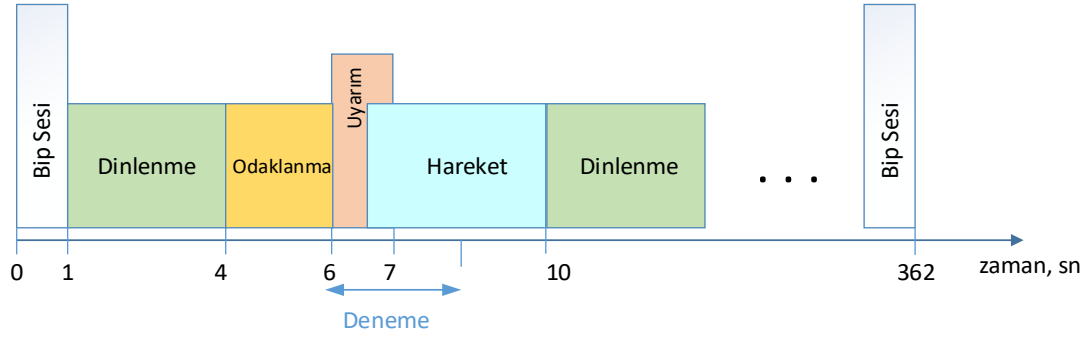 Bip Sesi
Dinlenme
Odaklanma
Uyarım
Hareket
Dinlenme
. . .
Bip Sesi
0 1 4 6 7 10 362 zaman, sn
Deneme